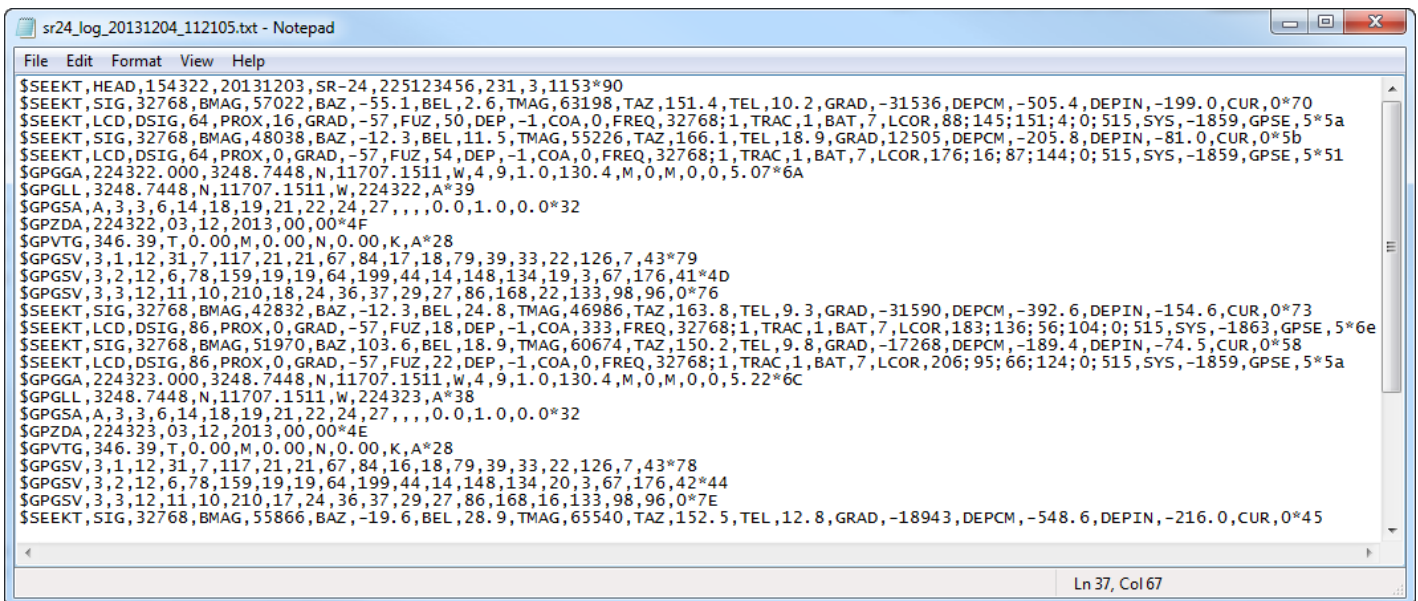 sr24_log_20131204_112105.txt - Notepad
File Edit Format View Help
$SEEKT,HEAD,154322,20131203,SR-24,225123456,231,3,1153*90
$SEEKT,SIG,32768,BMAG,57022,BAZ,-55.1,BEL,2.6,TMAG,63198,TAZ,151.4,TEL,10.2,GRAD,-31536,DEPCM,-505.4,DEPIN,-199.0,CUR,0*70
$SEEKT,LCD,DSIG,64,PROX,16,GRAD,-57,FUZ,50,DEP,-1,COA,0,FREQ,32768;1,TRAC,1,BAT,7,LCOR,88;145;151;4;0;515,SYS,-1859,GPSE,5*5a
$SEEKT,SIG,32768,BMAG,48038,BAZ,-12.3,BEL,11.5,TMAG,55226,TAZ,166.1,TEL,18.9,GRAD,12505,DEPCM,-205.8,DEPIN,-81.0,CUR,0*5b
$SEEKT,LCD,DSIG,64,PROX,0,GRAD,-57,FUZ,54,DEP,-1,COA,0,FREQ,32768;1,TRAC,1,BAT,7,LCOR,176;16;87;144;0;515,SYS,-1859,GPSE,5*51
$GPGGA,224322.000,3248.7448,N,11707.1511,W,4,9,1.0,130.4,M,0,M,0,0,5.07*6A
$GPGLL,3248.7448,N,11707.1511,W,224322,A*39
$GPGSA,A,3,3,6,14,18,19,21,22,24,27,,,,0.0,1.0,0.0*32
$GPZDA,224322,03,12,2013,00,00*4F
$GPVTG,346.39,T,0.00,M,0.00,N,0.00,K,A*28
$GPGSV,3,1,12,31,7,117,21,21,67,84,17,18,79,39,33,22,126,7,43*79
$GPGSV,3,2,12,6,78,159,19,19,64,199,44,14,148,134,19,3,67,176,41*4D
$GPGSV,3,3,12,11,10,210,18,24,36,37,29,27,86,168,22,133,98,96,0*76
$SEEKT,SIG,32768,BMAG,42832,BAZ,-12.3,BEL,24.8,TMAG,46986,TAZ,163.8,TEL,9.3,GRAD,-31590,DEPCM,-392.6,DEPIN,-154.6,CUR,0*73
$SEEKT,LCD,DSIG,86,PROX,0,GRAD,-57,FUZ,18,DEP,-1,COA,333,FREQ,32768;1,TRAC,1,BAT,7,LCOR,183;136;56;104;0;515,SYS,-1863,GPSE,5*6e
$SEEKT,SIG,32768,BMAG,51970,BAZ,103.6,BEL,18.9,TMAG,60674,TAZ,150.2,TEL,9.8,GRAD,-17268,DEPCM,-189.4,DEPIN,-74.5,CUR,0*58
$SEEKT,LCD,DSIG,86,PROX,0,GRAD,-57,FUZ,22,DEP,-1,COA,0,FREQ,32768;1,TRAC,1,BAT,7,LCOR,206;95;66;124;0;515,SYS,-1859,GPSE,5*5a
$GPGGA,224323.000,3248.7448,N,11707.1511,W,4,9,1.0,130.4,M,0,M,0,0,5.22*6C
$GPGLL,3248.7448,N,11707.1511,W,224323,A*38
$GPGSA,A,3,3,6,14,18,19,21,22,24,27,,,,0.0,1.0,0.0*32
$GPZDA,224323,03,12,2013,00,00*4E
$GPVTG,346.39,T,0.00,M,0.00,N,0.00,K,A*28
$GPGSV,3,1,12,31,7,117,21,21,67,84,16,18,79,39,33,22,126,7,43*78
$GPGSV,3,2,12,6,78,159,19,19,64,199,44,14,148,134,20,3,67,176,42*44
$GPGSV,3,3,12,11,10,210,17,24,36,37,29,27,86,168,16,133,98,96,0*7E
$SEEKT,SIG,32768,BMAG,55866,BAZ,-19.6,BEL,28.9,TMAG,65540,TAZ,152.5,TEL,12.8,GRAD,-18943,DEPCM,-548.6,DEPIN,-216.0,CUR,0*45
Ln 37, Col 67